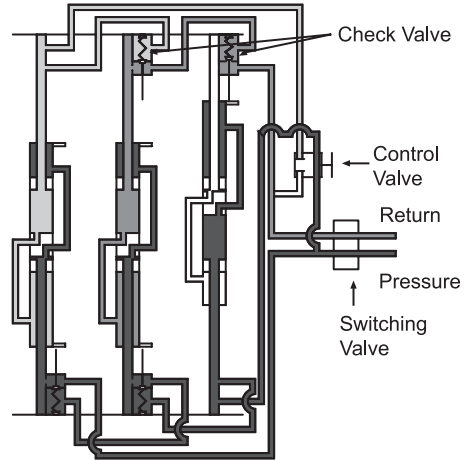 Check Valve
Control
Valve
Return
Pressure
Switching
Valve